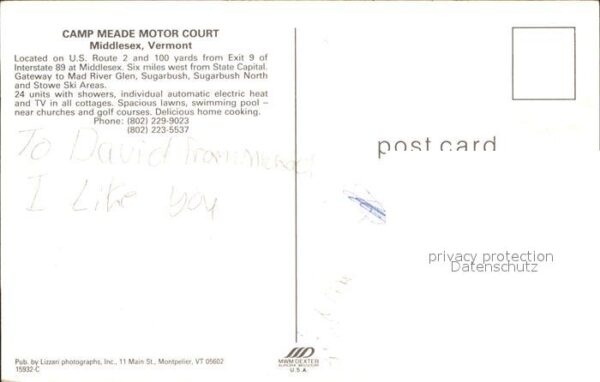 CAMP MEADE MOTOR COURT
Middlesex, Vermont
Located on U.S. Route 2 and 100 yards from Exit 9 of
Interstate 89 at Middlesex. Six miles west from State Capital.
Gateway to Mad River Glen, Sugarbush, Sugarbush North
and Stowe Ski Areas.
24 units with showers, individual automatic electric heat
and TV in all cottages. Spacious lawns, swimming pool –
near churches and golf courses. Delicious home cooking.
Phone: (802) 229-9023
(802) 223-5537
To David from
I Like you
Pub. by Lizzari photographs, Inc., 11 Main St., Montpelier, VT 05602
15932-C
post card
privacy protection
Datenschutz
MWM DEXTER
U.S.A.